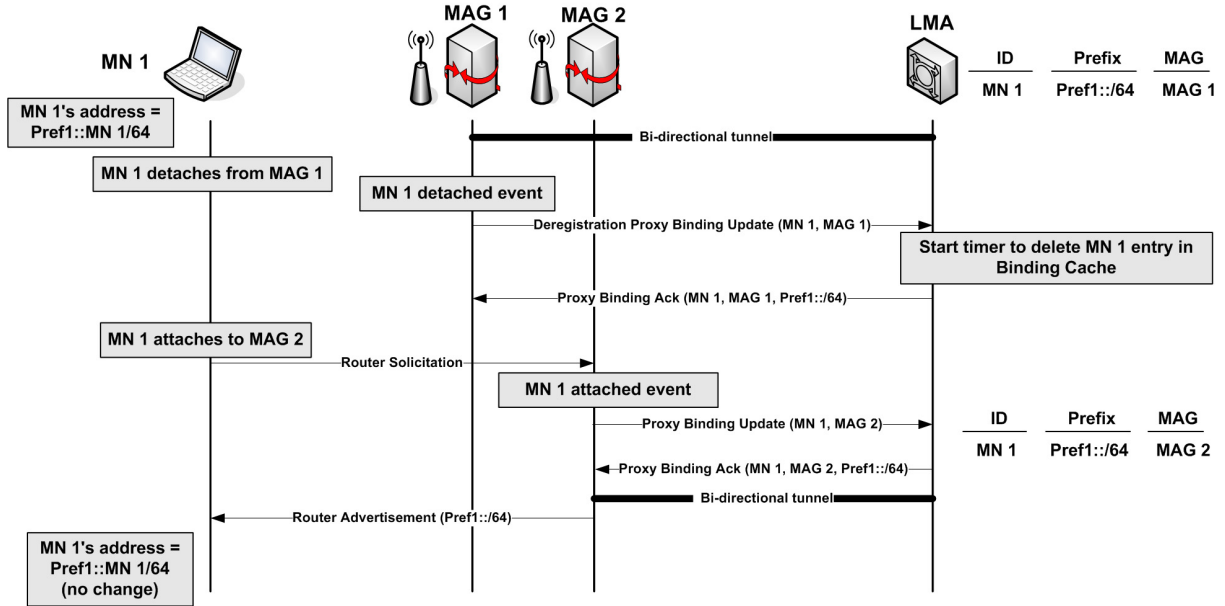 MAG 1
MAG 2
LMA
MN 1
ID Prefix MAG
MN 1 Pref1::/64 MAG 1
MN 1's address =
Pref1::MN 1/64
Bi-directional tunnel
MN 1 detaches from MAG 1
MN 1 detached event
Deregistration Proxy Binding Update (MN 1, MAG 1)
Start timer to delete MN 1 entry in
Binding Cache
Proxy Binding Ack (MN 1, MAG 1, Pref1::/64)
MN 1 attaches to MAG 2
Router Solicitation
MN 1 attached event
Proxy Binding Update (MN 1, MAG 2)
ID Prefix MAG
MN 1 Pref1::/64 MAG 2
Proxy Binding Ack (MN 1, MAG 2, Pref1::/64)
Bi-directional tunnel
Router Advertisement (Pref1::/64)
MN 1's address =
Pref1::MN 1/64
(no change)